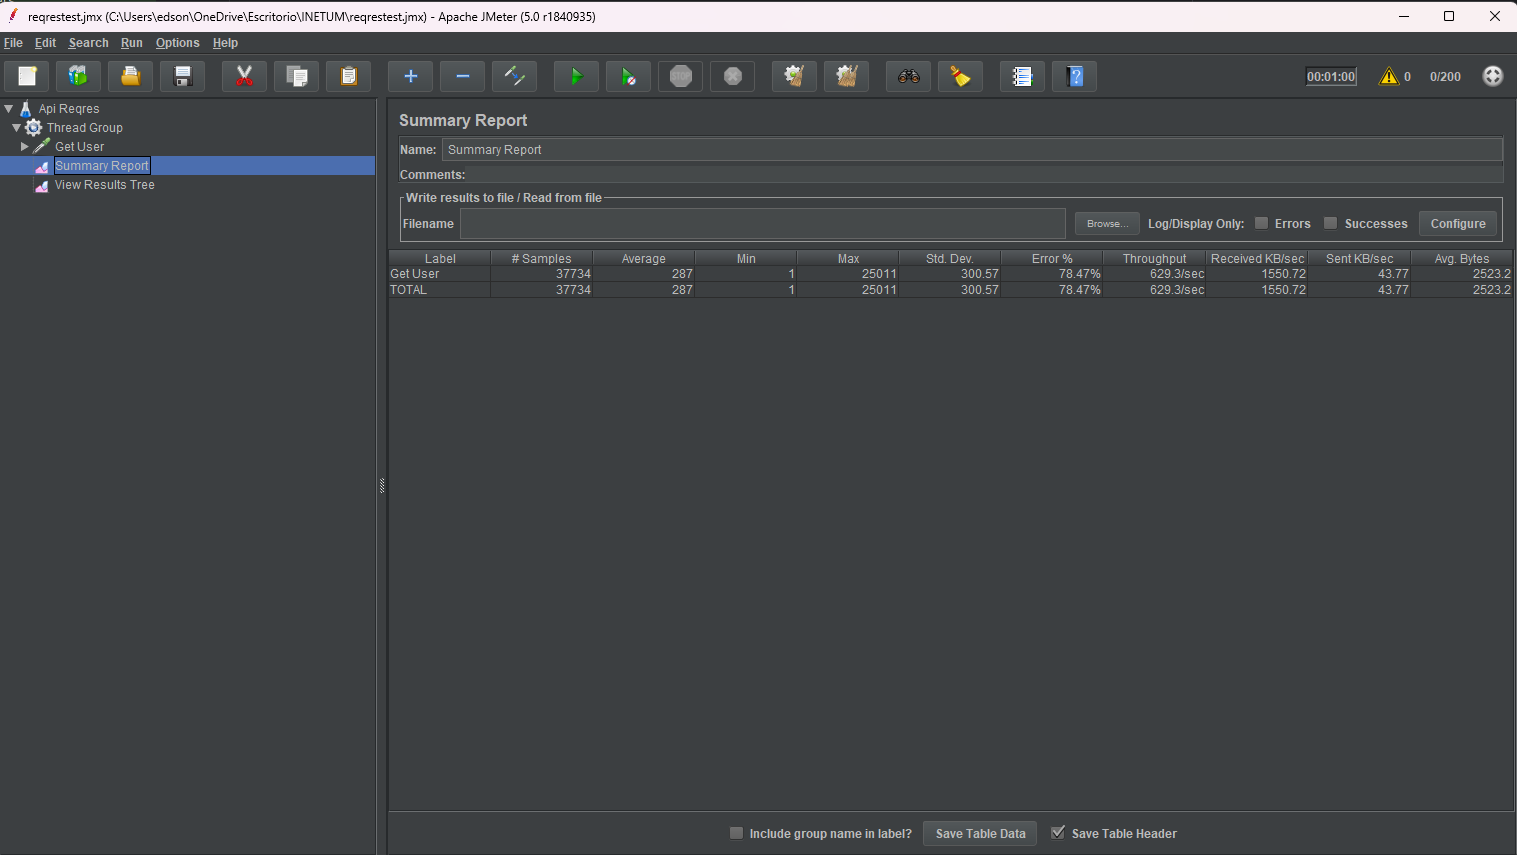 reqrestest.jmx (C:\Users\edson\OneDrive\Escritorio\INETUM\reqrestest.jmx) - Apache JMeter (5.0 r1840935)
File Edit Search Run Options Help
STOP 00:01:00 0 0/200
Api Reqres
Thread Group
Get User
Summary Report
View Results Tree
Summary Report
Name: Summary Report
Comments:
Write results to file / Read from file
Filename Browse... Log/Display Only: Errors Successes Configure
Label # Samples Average Min Max Std. Dev. Error % Throughput Received KB/sec Sent KB/sec Avg. Bytes
Get User 37734 287 1 25011 300.57 78.47% 629.3/sec 1550.72 43.77 2523.2
TOTAL 37734 287 1 25011 300.57 78.47% 629.3/sec 1550.72 43.77 2523.2
Include group name in label? Save Table Data Save Table Header